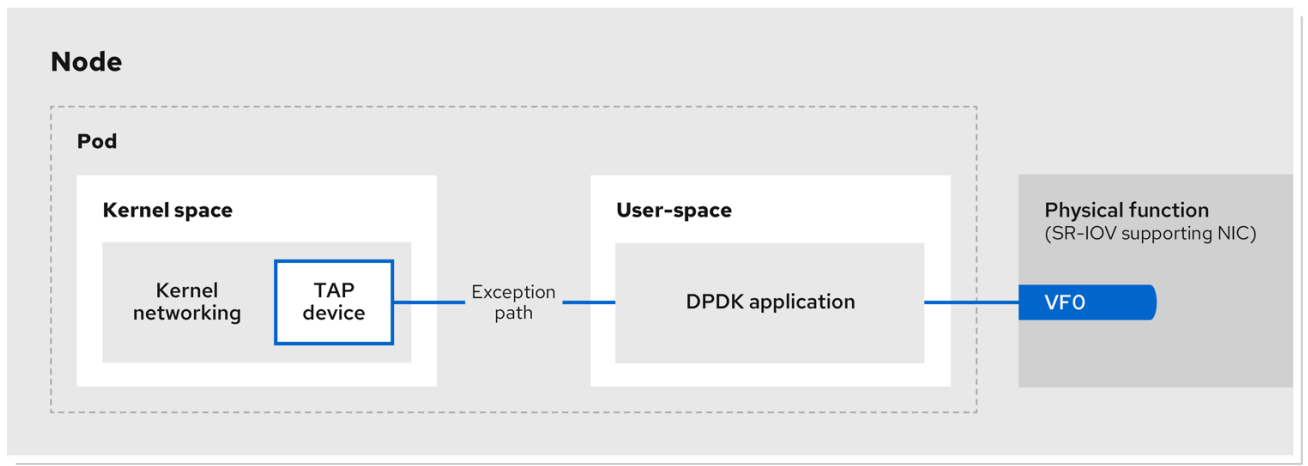 Node
Pod
Kernel space
Kernel
networking
TAP
device
Exception
path
User-space
DPDK application
Physical function
(SR-IOV supporting NIC)
VF0